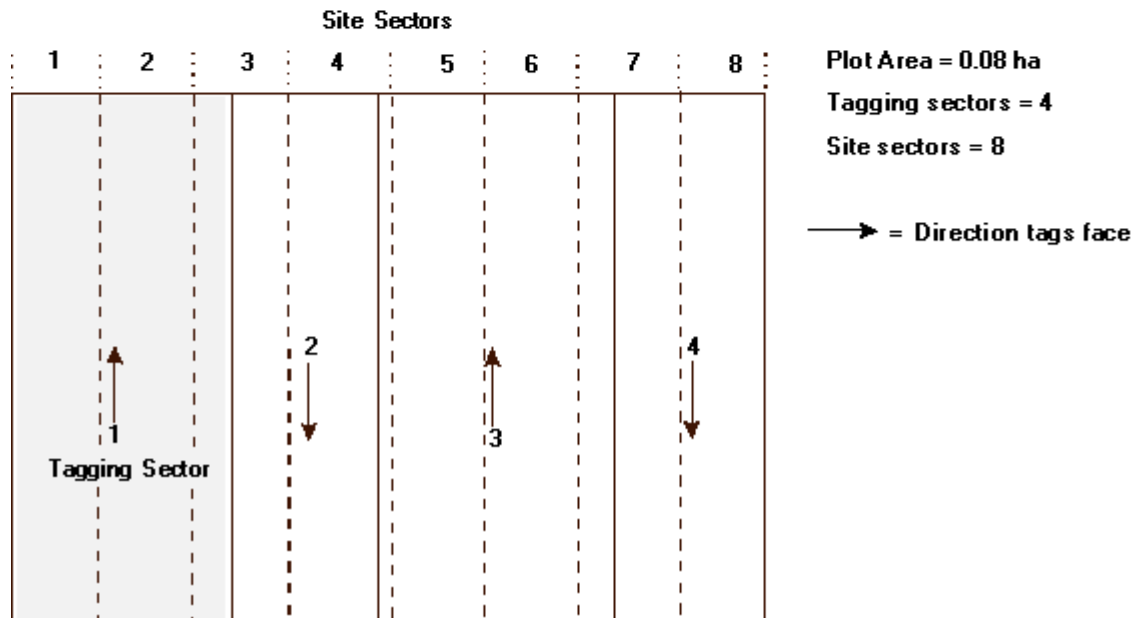 Site Sectors
1 2 3 4 5 6 7 8
Plot Area = 0.08 ha
Tagging sectors = 4
Site sectors = 8
= Direction tags face
2 4
1 3
Tagging Sector